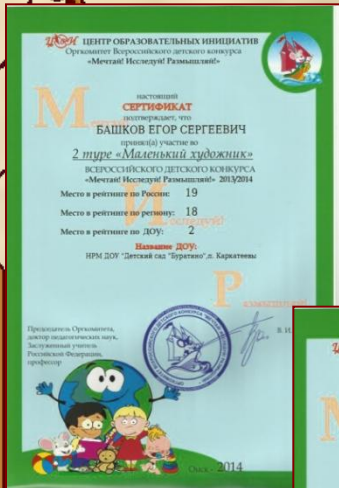 ЦОИ ЦЕНТР ОБРАЗОВАТЕЛЬНЫХ ИНИЦИАТИВ
Оргкомитет Всероссийского детского конкурса
«Мечтай! Исследуй! Размышляй!»
настоящий
СЕРТИФИКАТ
подтверждает, что
БАШКОВ ЕГОР СЕРГЕЕВИЧ
принял(а) участие во
2 туре «Маленький художник»
ВСЕРОССИЙСКОГО ДЕТСКОГО КОНКУРСА
«Мечтай! Исследуй! Размышляй!» 2013/2014
Место в рейтинге по России: 19
Место в рейтинге по региону: 18
Место в рейтинге по ДОУ: 2
Название ДОУ:
НРМ ДОУ "Детский сад "Буратино",п. Каркатеевы
Председатель Оргкомитета,
доктор педагогических наук,
Заслуженный учитель
Российской Федерации,
профессор
В. И.
Омск - 2014